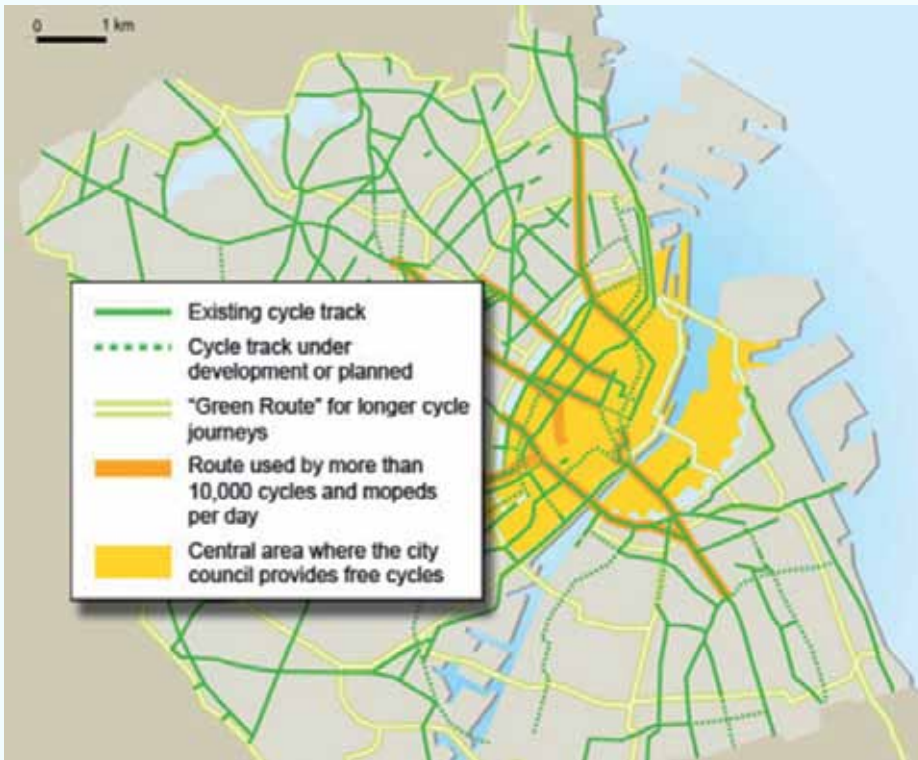 0 1 km
Existing cycle track
Cycle track under
development or planned
“Green Route” for longer cycle
journeys
Route used by more than
10,000 cycles and mopeds
per day
Central area where the city
council provides free cycles